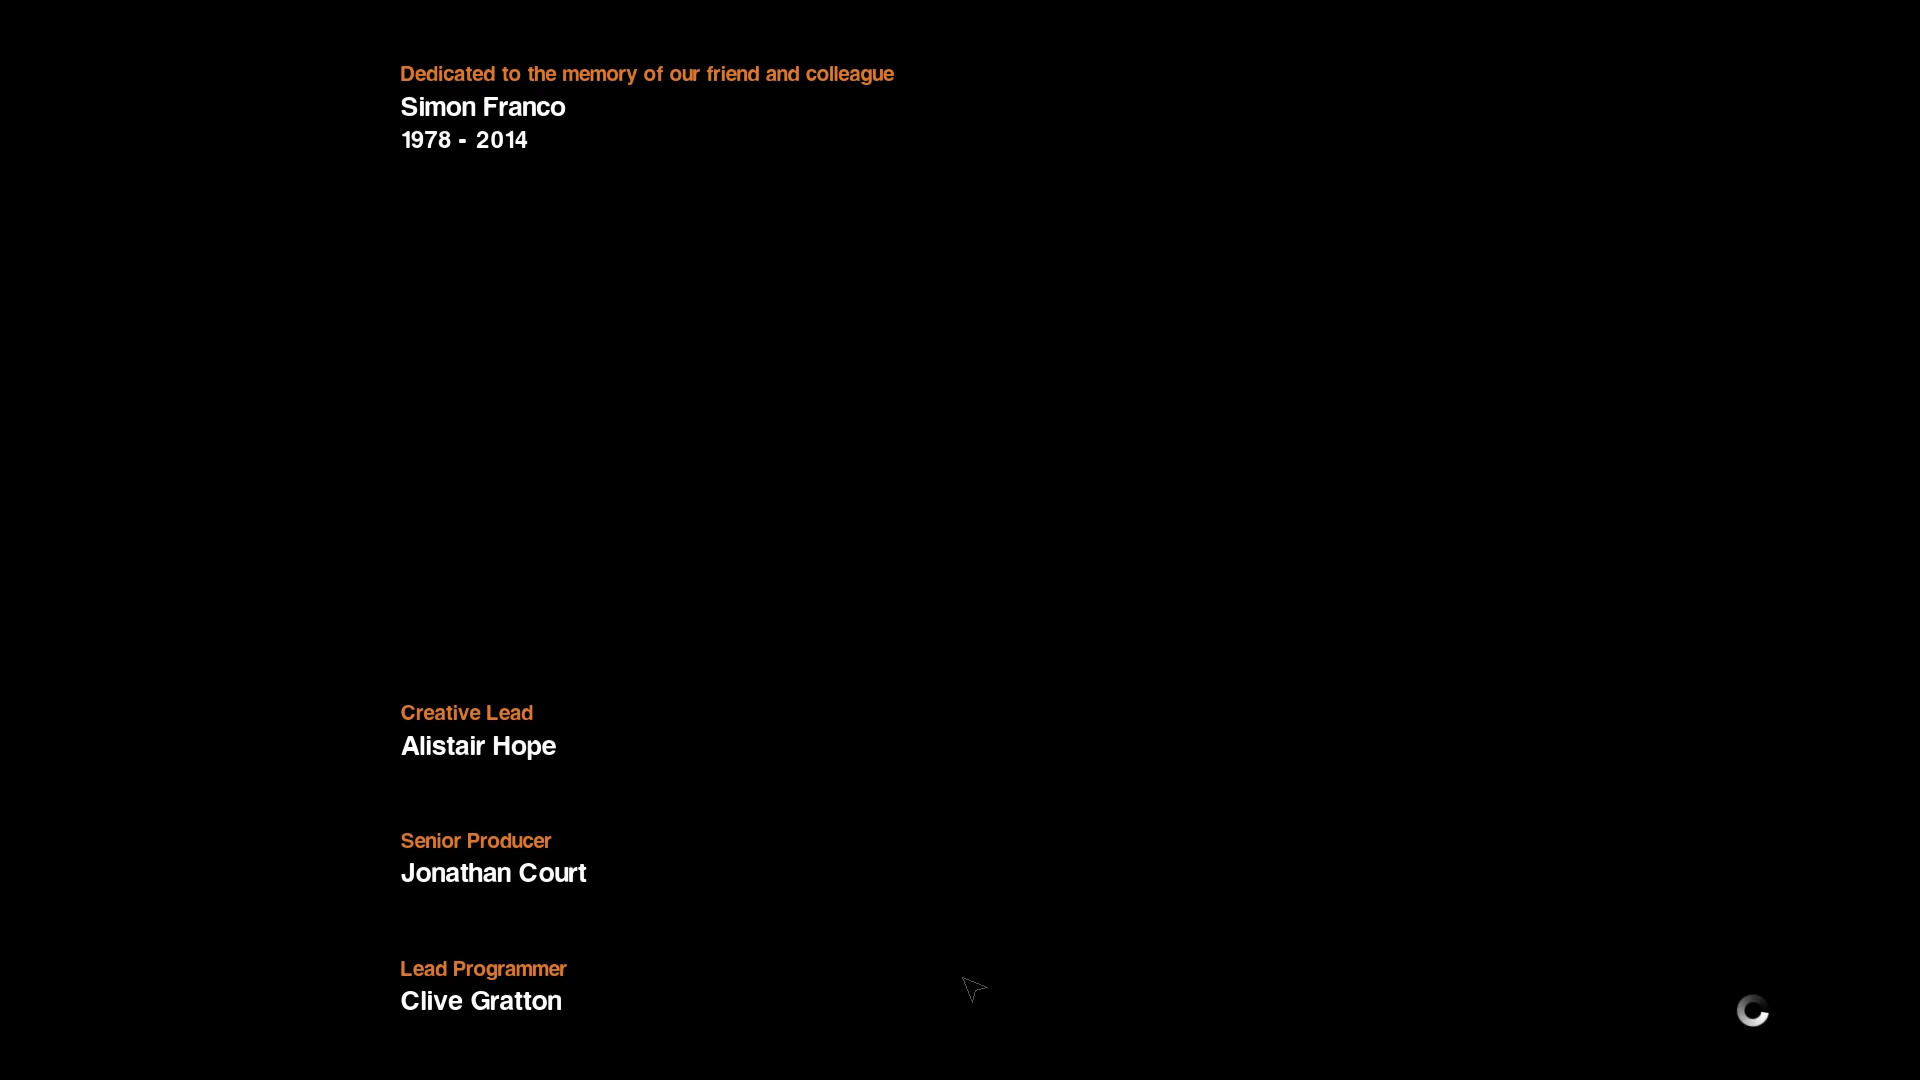 Dedicated to the memory of our friend and colleague
Simon Franco
1978 - 2014
Creative Lead
Alistair Hope
Senior Producer
Jonathan Court
Lead Programmer
Clive Gratton